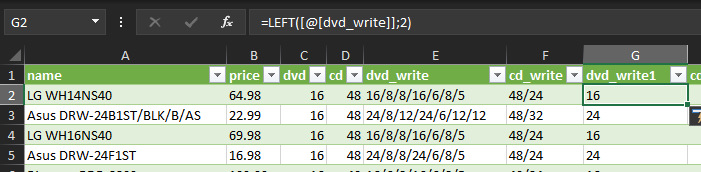 G2 =LEFT([@[dvd_write]];2)
A B C D E F G
1 name price dvd cd dvd_write cd_write dvd_write1
2 LG WH14NS40 64.98 16 48 16/8/8/16/6/8/5 48/24 16
3 Asus DRW-24B1ST/BLK/B/AS 22.99 16 48 24/8/12/24/6/12/12 48/32 24
4 LG WH16NS40 69.98 16 48 16/8/8/16/6/8/5 48/24 16
5 Asus DRW-24F1ST 16.98 16 48 24/8/8/24/6/8/5 48/24 24